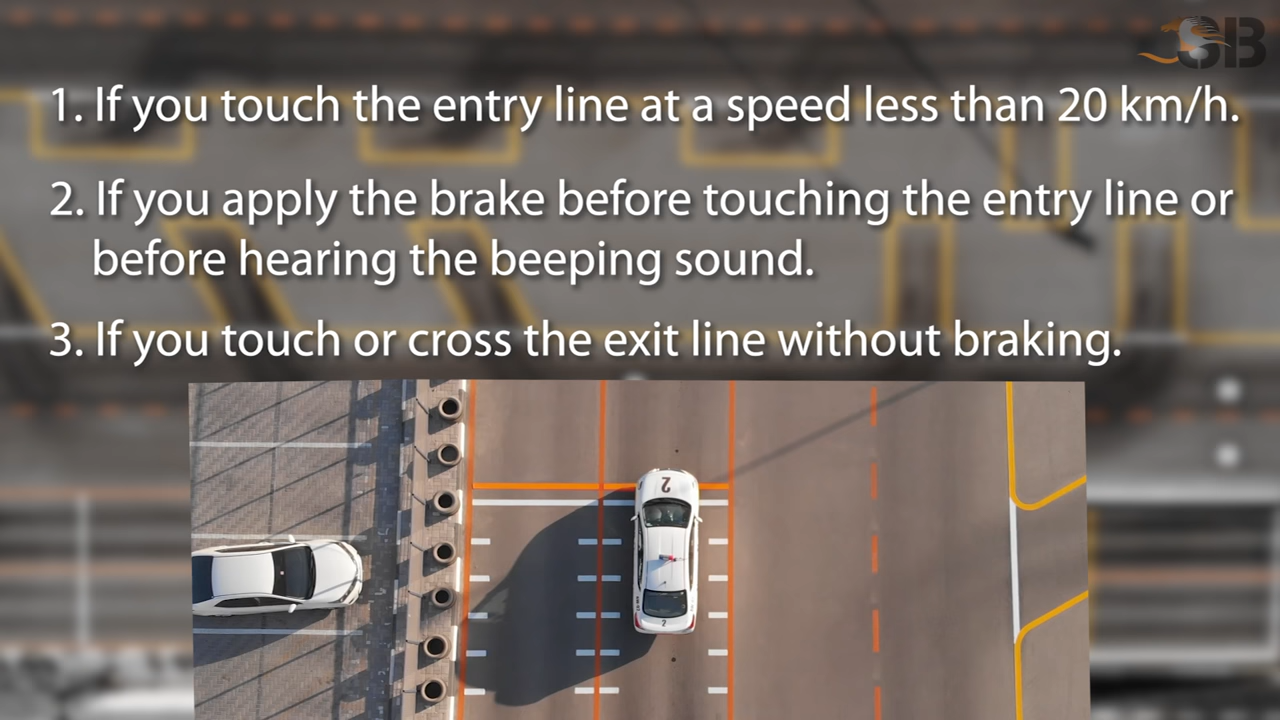 SB
1. If you touch the entry line at a speed less than 20 km/h.
2. If you apply the brake before touching the entry line or
before hearing the beeping sound.
3. If you touch or cross the exit line without braking.
2
2